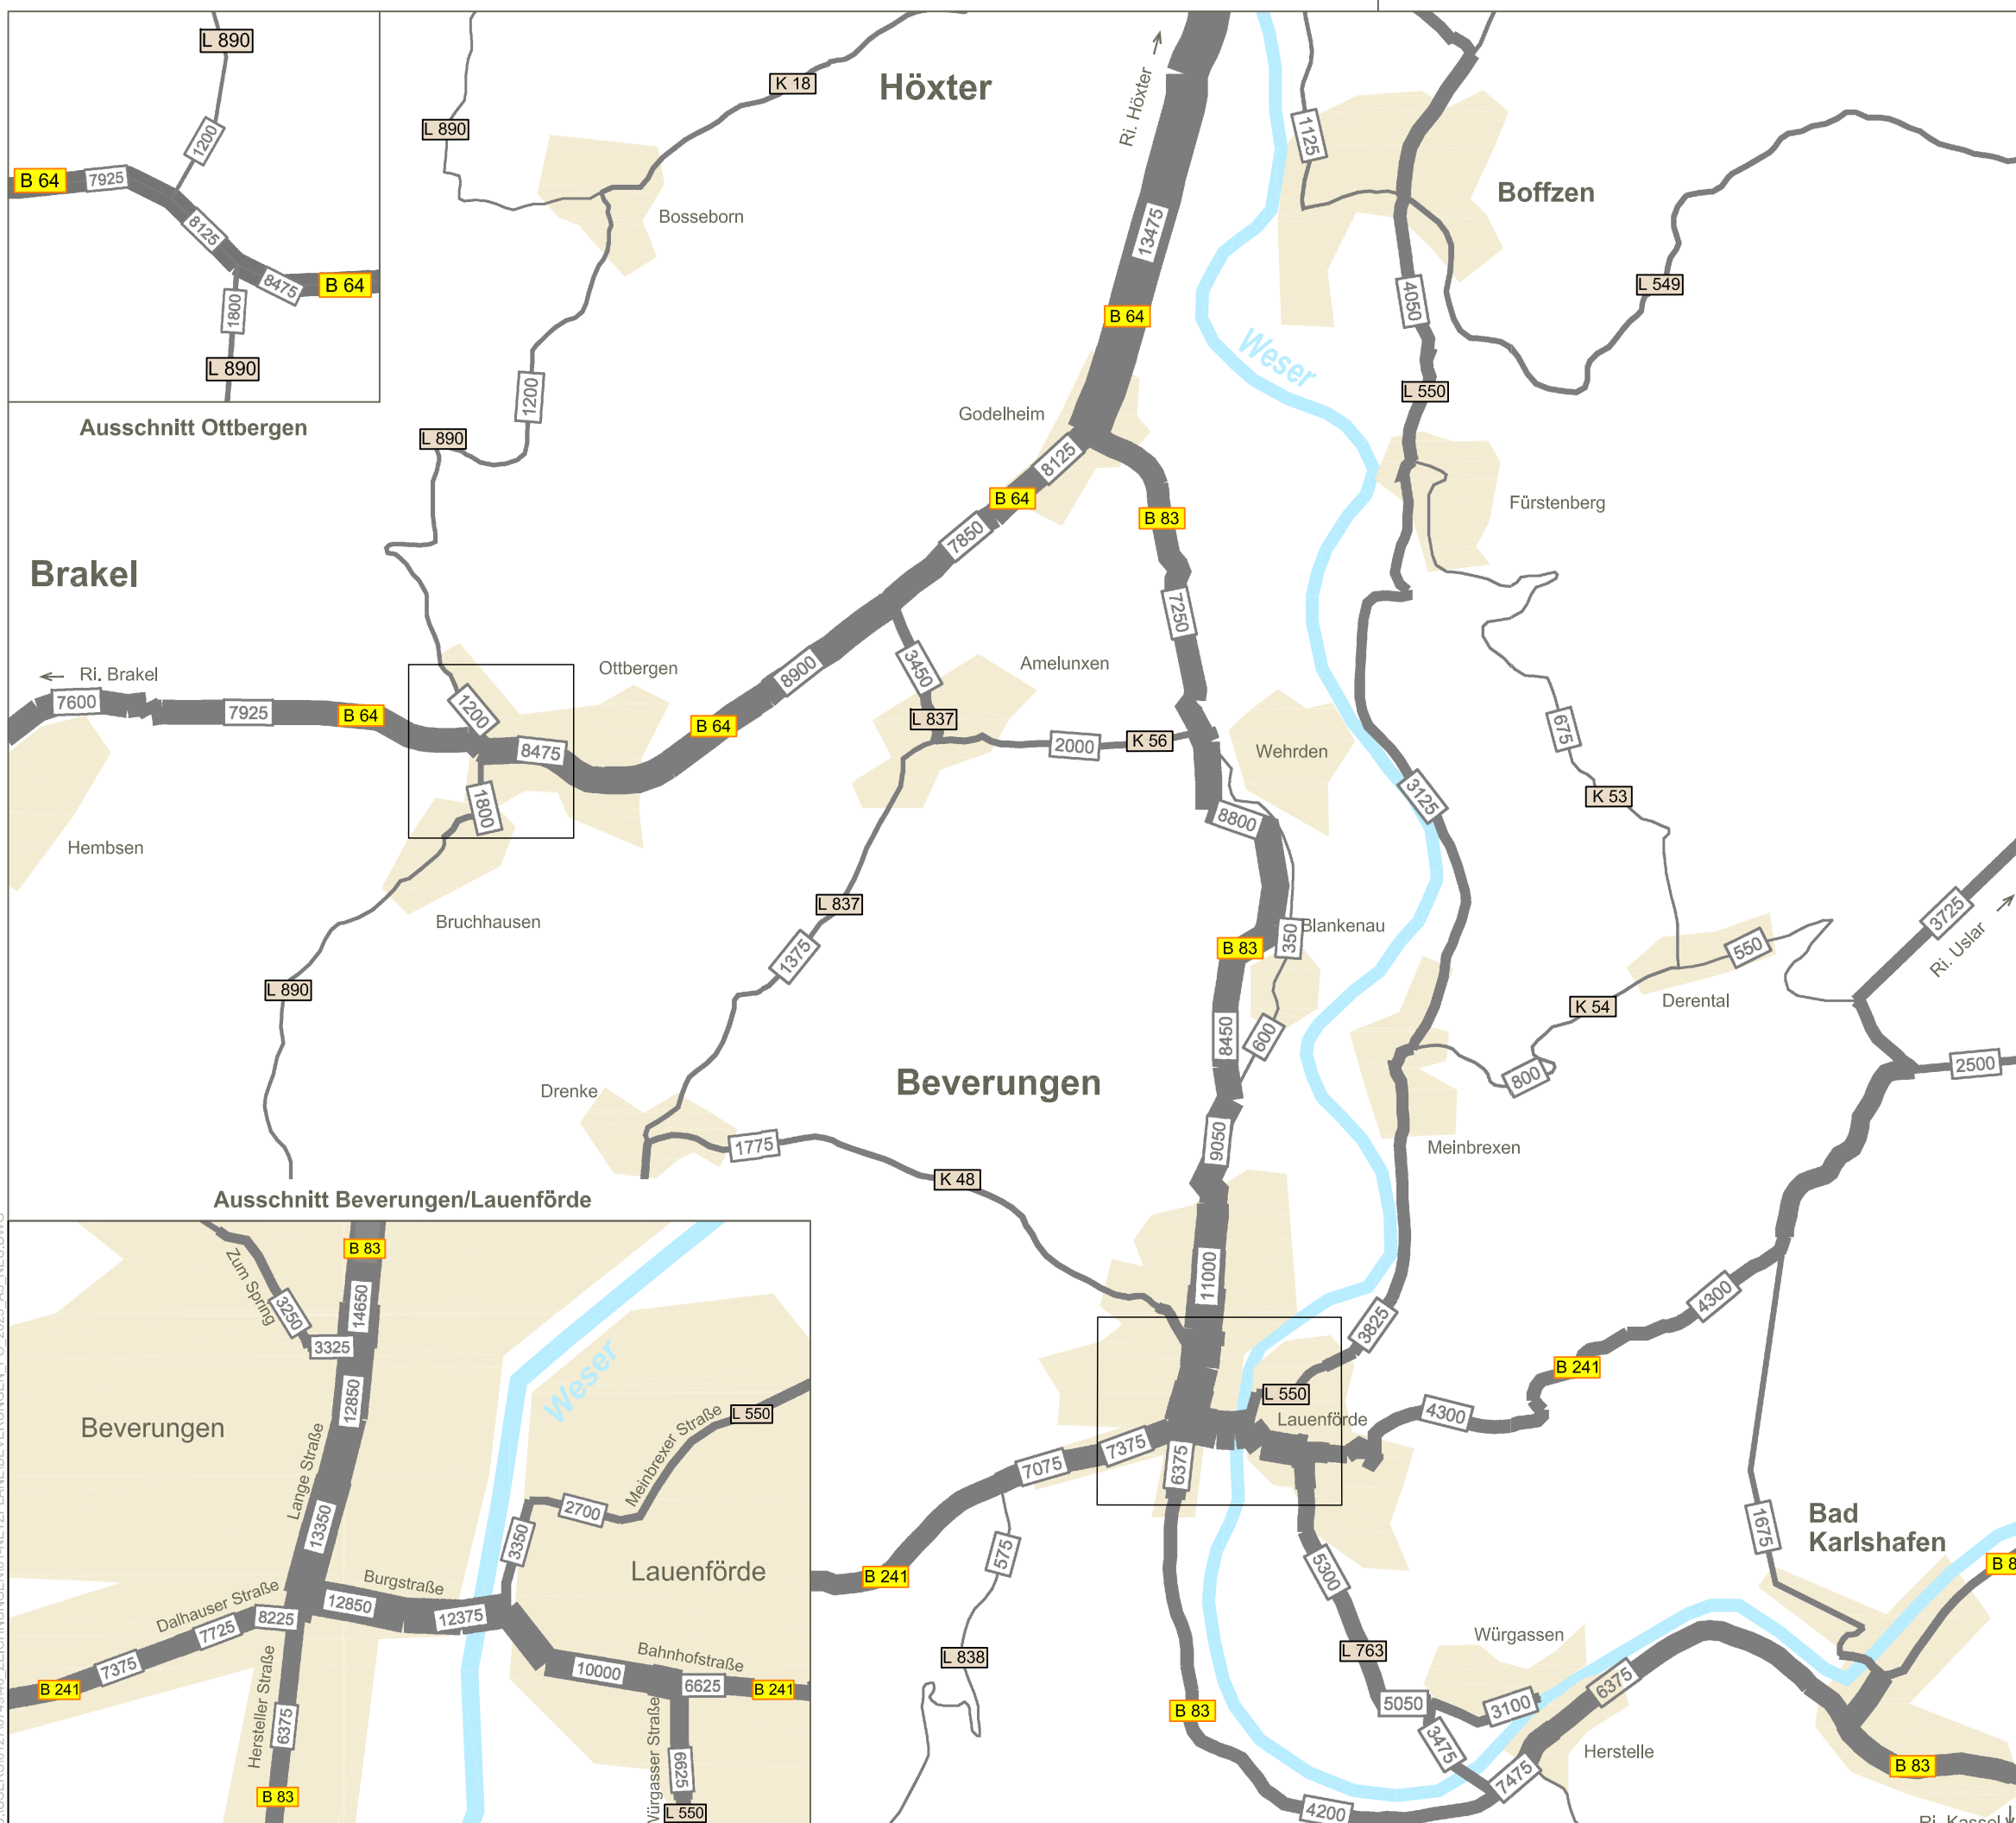 L 890
1200
B 64
7925
8125
8475
B 64
1800
L 890
Ausschnitt Ottbergen
L 890
K 18
Höxter
Ri. Höxter
Bosseborn
13475
B 64
1125
Boffzen
4050
L 549
Weser
L 550
1200
L 890
Godelheim
8125
B 64
7850
B 83
Fürstenberg
Brakel
7250
Ri. Brakel
7600
7925
B 64
1200
8475
1800
Ottbergen
8900
B 64
3450
Amelunxen
L 837
2000
K 56
Wehrden
675
Hembsen
Bruchhausen
8800
3125
K 53
L 837
1375
L 890
B 83
350
Blankenau
3725
Ri. Uslar
550
Derental
K 54
8450
600
800
2500
Drenke
Beverungen
1775
9050
Meinbrexen
K 48
11000
3825
4300
B 241
L 550
Lauenförde
4300
7375
7075
6375
B 241
575
5300
1675
Bad
Karlshafen
B 8
L 838
L 763
Würgassen
5050
3100
6375
B 83
3475
Herstelle
7475
B 83
4200
Ausschnitt Beverungen/Lauenförde
Zum Spring
B 83
3250
14650
3325
12850
Beverungen
Lange Straße
13350
Weser
L 550
Meinbrexer Straße
2700
3350
Lauenförde
Dalhauser Straße
8225
7725
7375
B 241
Burgstraße
12850
12375
Bahnhofstraße
10000
6625
B 241
Hersteller Straße
6375
B 83
Würgasser Straße
6625
L 550